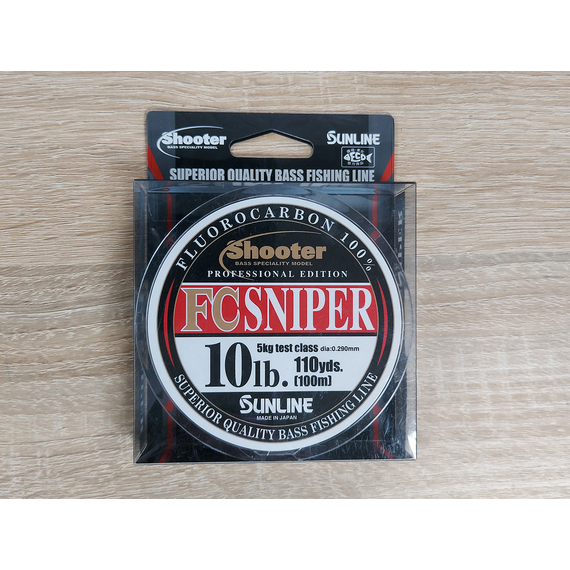 Shooter
BASS SPECIALITY MODEL
SUNLINE
SUPERIOR QUALITY BASS FISHING LINE
FLUOROCARBON 100%
Shooter
BASS SPECIALITY MODEL
PROFESSIONAL EDITION
FC SNIPER
5kg test class dia:0.290mm
10lb. 110yds.
(100m)
SUNLINE
MADE IN JAPAN
SUPERIOR QUALITY BASS FISHING LINE